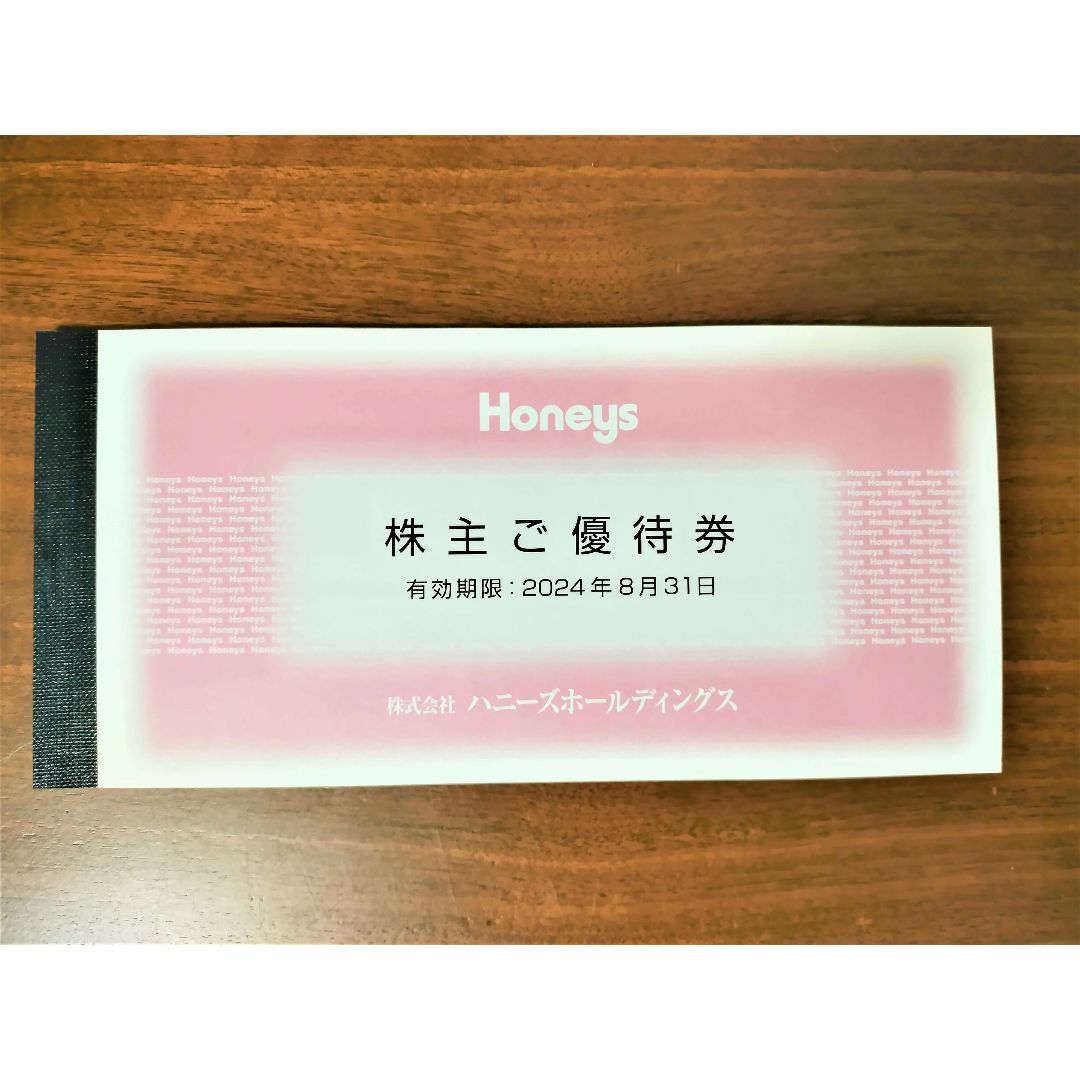 Honeys
株主ご優待券
有効期限：2024年8月31日
株式会社 ハニーズホールディングス